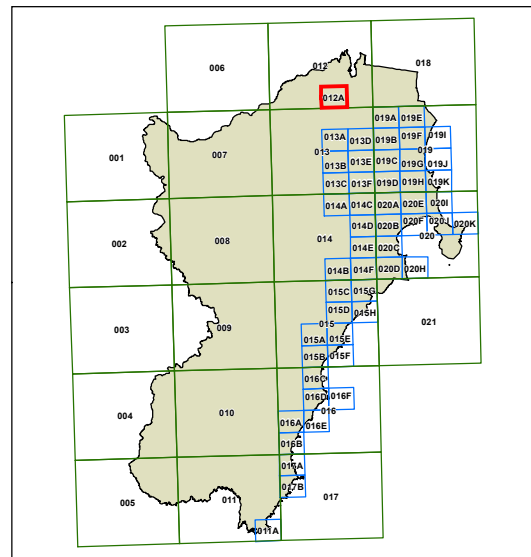 006 012 018
012A
019A 019E
001 007 013A 013D 019B 019F 019I
013 019
013B 013E 019C 019G 019J
013C 013F 019D 019H 019K
014A 014C 020A 020E 020I
002 008 014 014D 020B 020F 020J 020K
020
014E 020C
014B 014F 020D 020H
003 009 015C 015G 021
015D 015H
015
015A 015E
015B 015F
016C
004 010 016D 016F
016
016A 016E
016B
017A
005 011 017B 017
011A